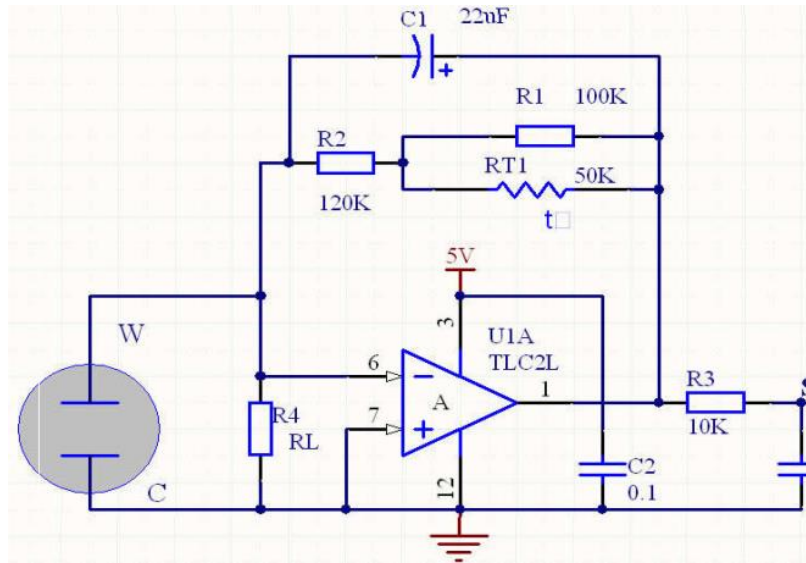 C1 22uF
R1 100K
R2
RT1 50K
120K
t
5V
W
3
U1A
TLC2L
6
1
A
R3
R4
7
10K
RL
C2
C
12
0.1